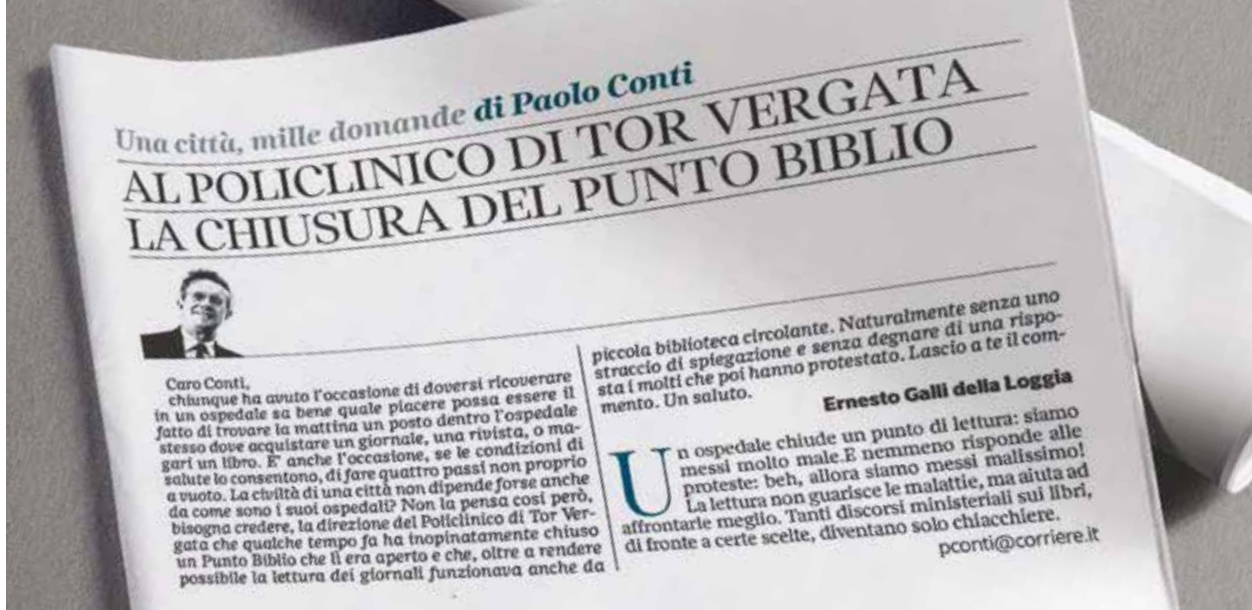 Una città, mille domande di Paolo Conti
AL POLICLINICO DI TOR VERGATA
LA CHIUSURA DEL PUNTO BIBLIO
Caro Conti,
chiunque ha avuto l'occasione di doversi ricoverare
in un ospedale sa bene quale piacere possa essere il
fatto di trovare la mattina un posto dentro l'ospedale
stesso dove acquistare un giornale, una rivista, o ma-
gari un libro. E' anche l'occasione, se le condizioni di
salute lo consentono, di fare quattro passi non proprio
a vuoto. La civiltà di una città non dipende forse anche
da come sono i suoi ospedali? Non la pensa così però,
bisogna credere, la direzione del Policlinico di Tor Ver-
gata che qualche tempo fa ha inopinatamente chiuso
un Punto Biblio che lì era aperto e che, oltre a rendere
possibile la lettura dei giornali funzionava anche da
piccola biblioteca circolante. Naturalmente senza uno
straccio di spiegazione e senza degnare di una rispo-
sta i molti che poi hanno protestato. Lascio a te il com-
mento. Un saluto.
Ernesto Galli della Loggia
Un ospedale chiude un punto di lettura: siamo
messi molto male.E nemmeno risponde alle
proteste: beh, allora siamo messi malissimo!
La lettura non guarisce le malattie, ma aiuta ad
affrontarle meglio. Tanti discorsi ministeriali sui libri,
di fronte a certe scelte, diventano solo chiacchiere.
pconti@corriere.it